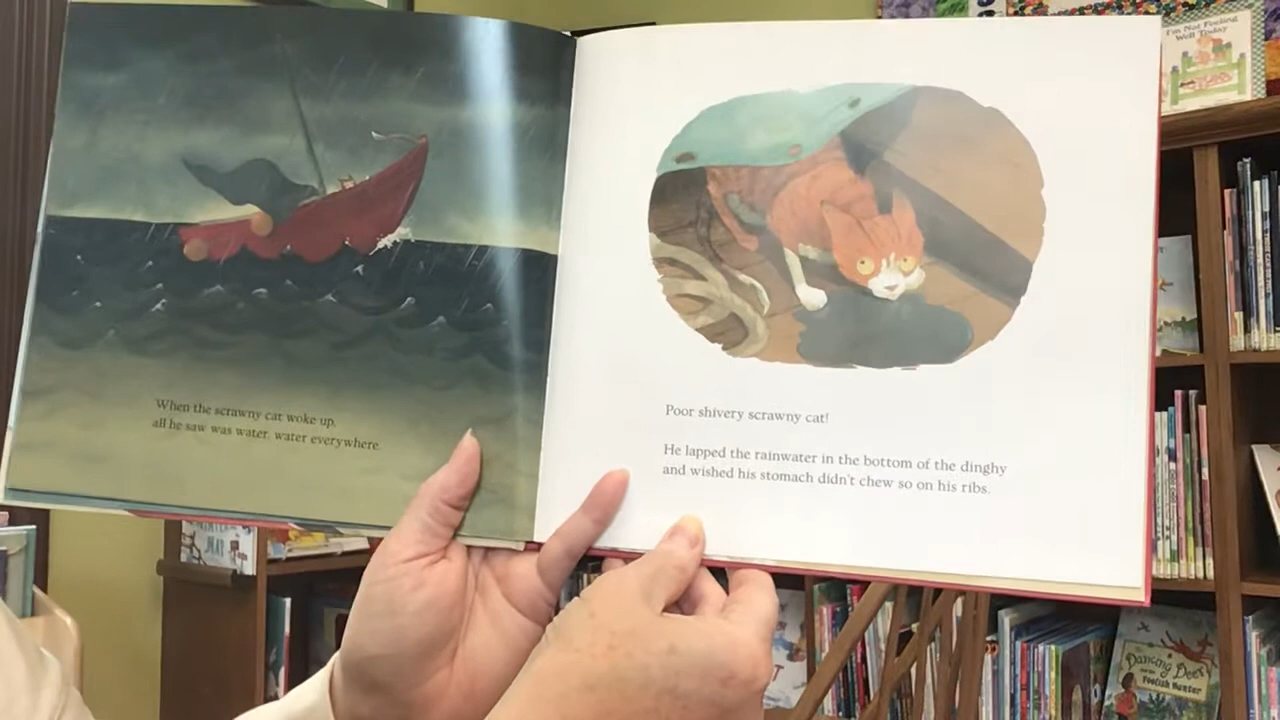 When the scrawny cat woke up,
all he saw was water, water everywhere.
Poor shivery scrawny cat!
He lapped the rainwater in the bottom of the dinghy
and wished his stomach didn't chew so on his ribs.
I'm Not Feeling
Well Today
Dancing Deer
and the
Foolish Hunter